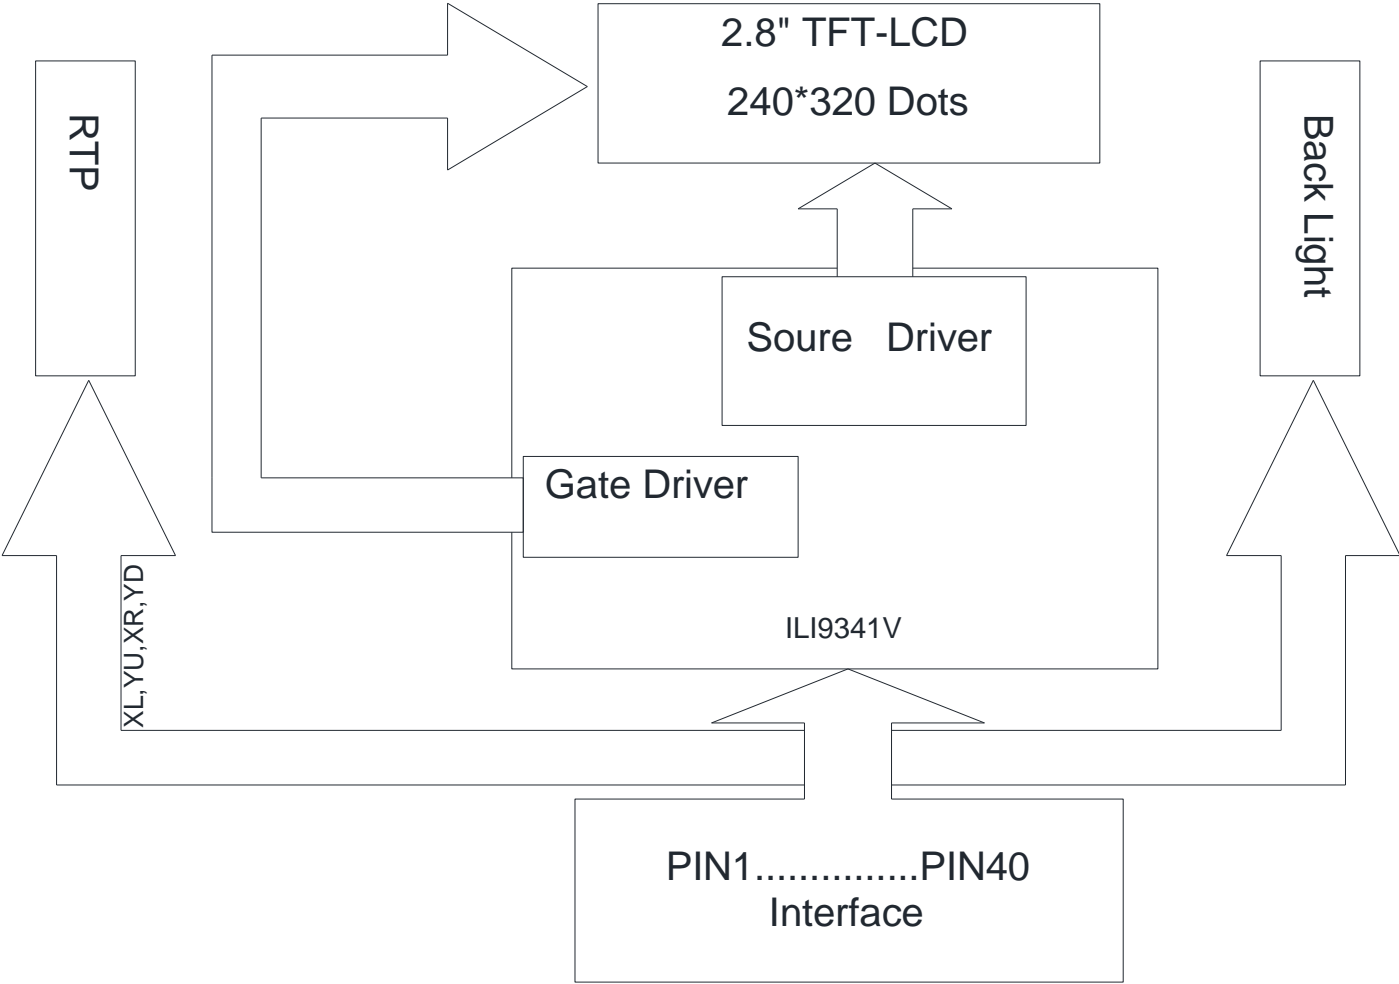 2.8" TFT-LCD
240*320 Dots
RTP
Back Light
Soure Driver
Gate Driver
XL,YU,XR,YD
ILI9341V
PIN1...............PIN40
Interface